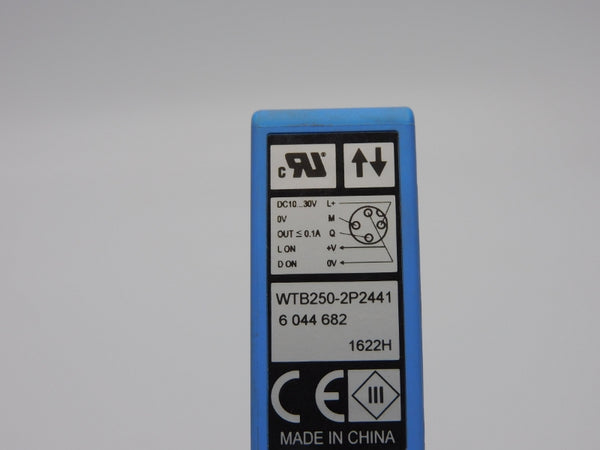 c RU®
DC10...30V L+
0V M
OUT ≤ 0.1A Q
L ON +V
D ON 0V
WTB250-2P2441
6 044 682
1622H
CE III
MADE IN CHINA